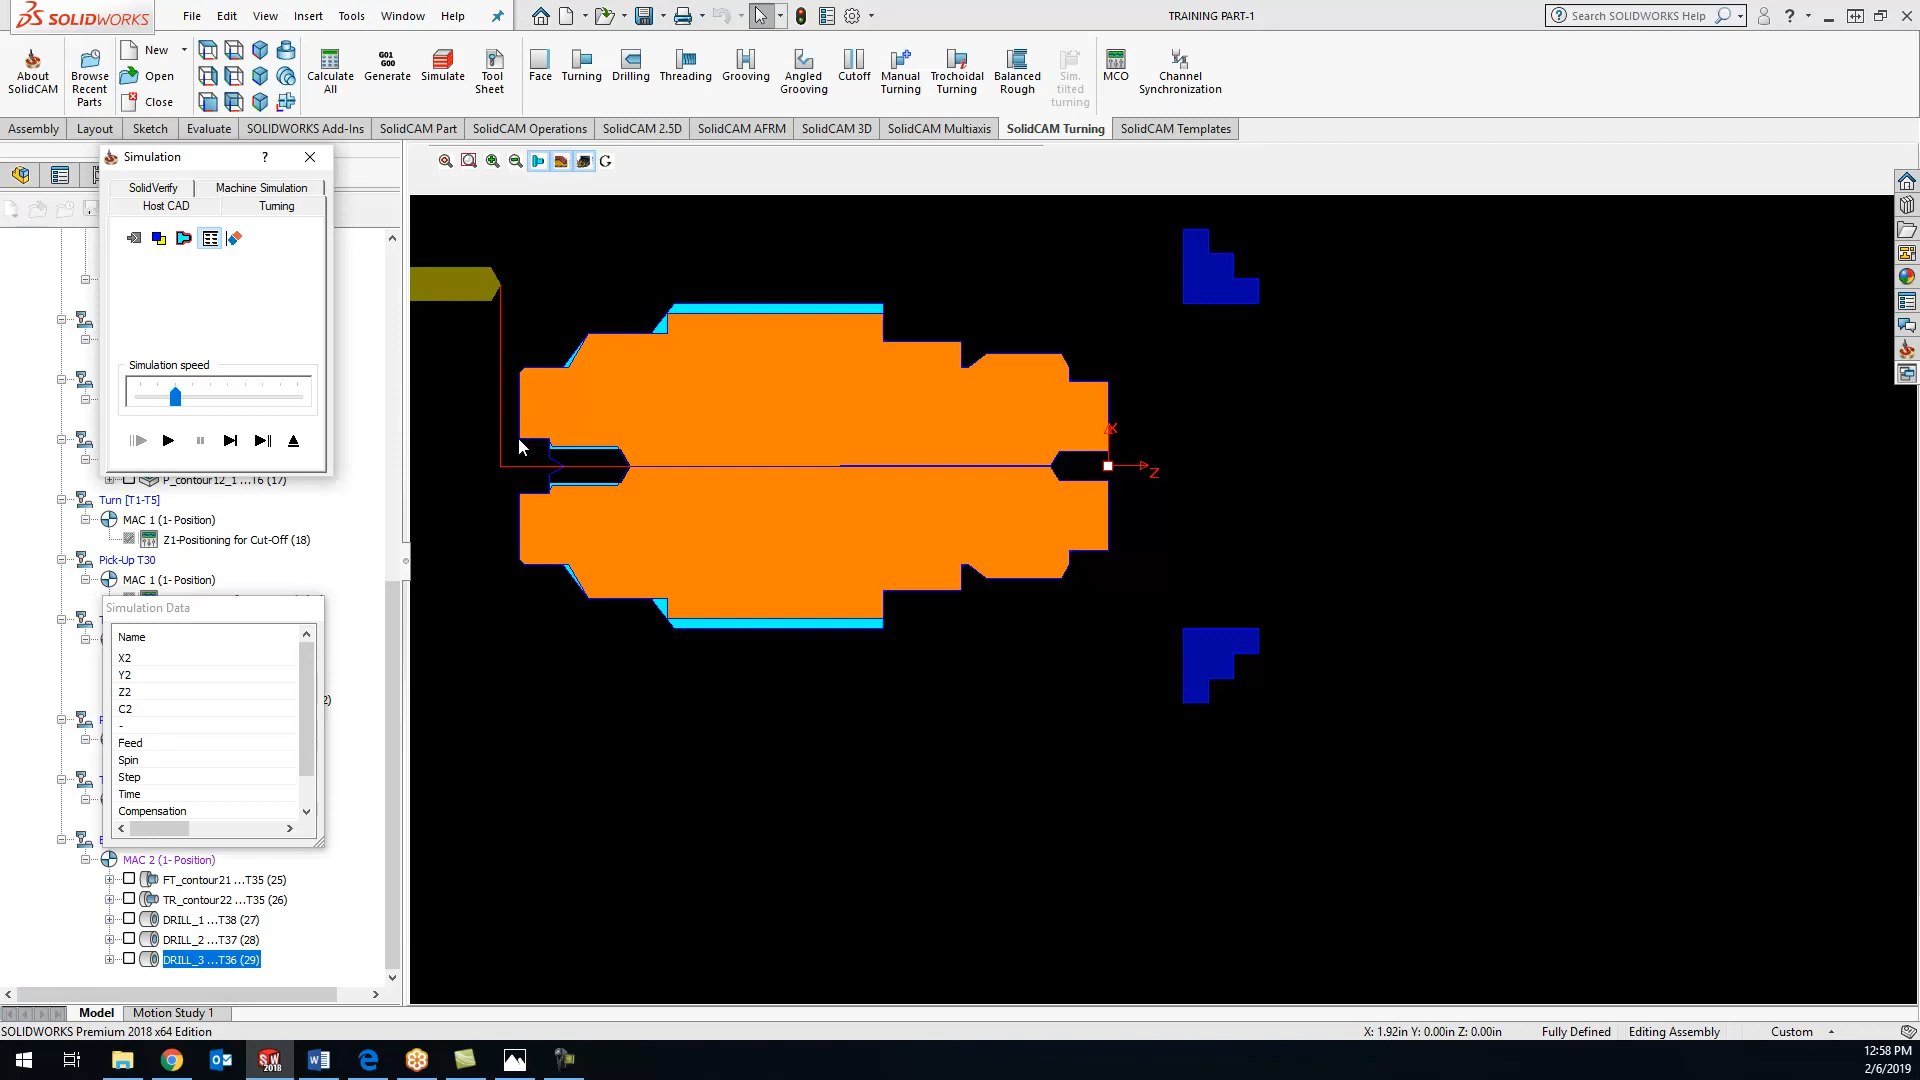 SOLIDWORKS
File Edit View Insert Tools Window Help
TRAINING PART-1
Search SOLIDWORKS Help
About SolidCAM
Browse Recent Parts
New
Open
Close
Calculate All
G01 G00
Generate
Simulate
Tool Sheet
Face
Turning
Drilling
Threading
Grooving
Angled Grooving
Cutoff
Manual Turning
Trochoidal Turning
Balanced Rough
Sim. tilted turning
MCO
Channel Synchronization
Assembly Layout Sketch Evaluate SOLIDWORKS Add-Ins SolidCAM Part SolidCAM Operations SolidCAM 2.5D SolidCAM AFRM SolidCAM 3D SolidCAM Multiaxis SolidCAM Turning SolidCAM Templates
Simulation ?
SolidVerify Machine Simulation
Host CAD Turning
Simulation speed
P_contour12_1 ...T6 (17)
Turn [T1-T5]
MAC 1 (1- Position)
Z1-Positioning for Cut-Off (18)
Pick-Up T30
MAC 1 (1- Position)
Simulation Data
Name
X2
Y2
Z2
C2
-
Feed
Spin
Step
Time
Compensation
2)
MAC 2 (1- Position)
FT_contour21 ...T35 (25)
TR_contour22 ...T35 (26)
DRILL_1 ...T38 (27)
DRILL_2 ...T37 (28)
DRILL_3 ...T36 (29)
X
Z
Model Motion Study 1
SOLIDWORKS Premium 2018 x64 Edition
X: 1.92in Y: 0.00in Z: 0.00in Fully Defined Editing Assembly Custom
SW 2018
12:58 PM
2/6/2019